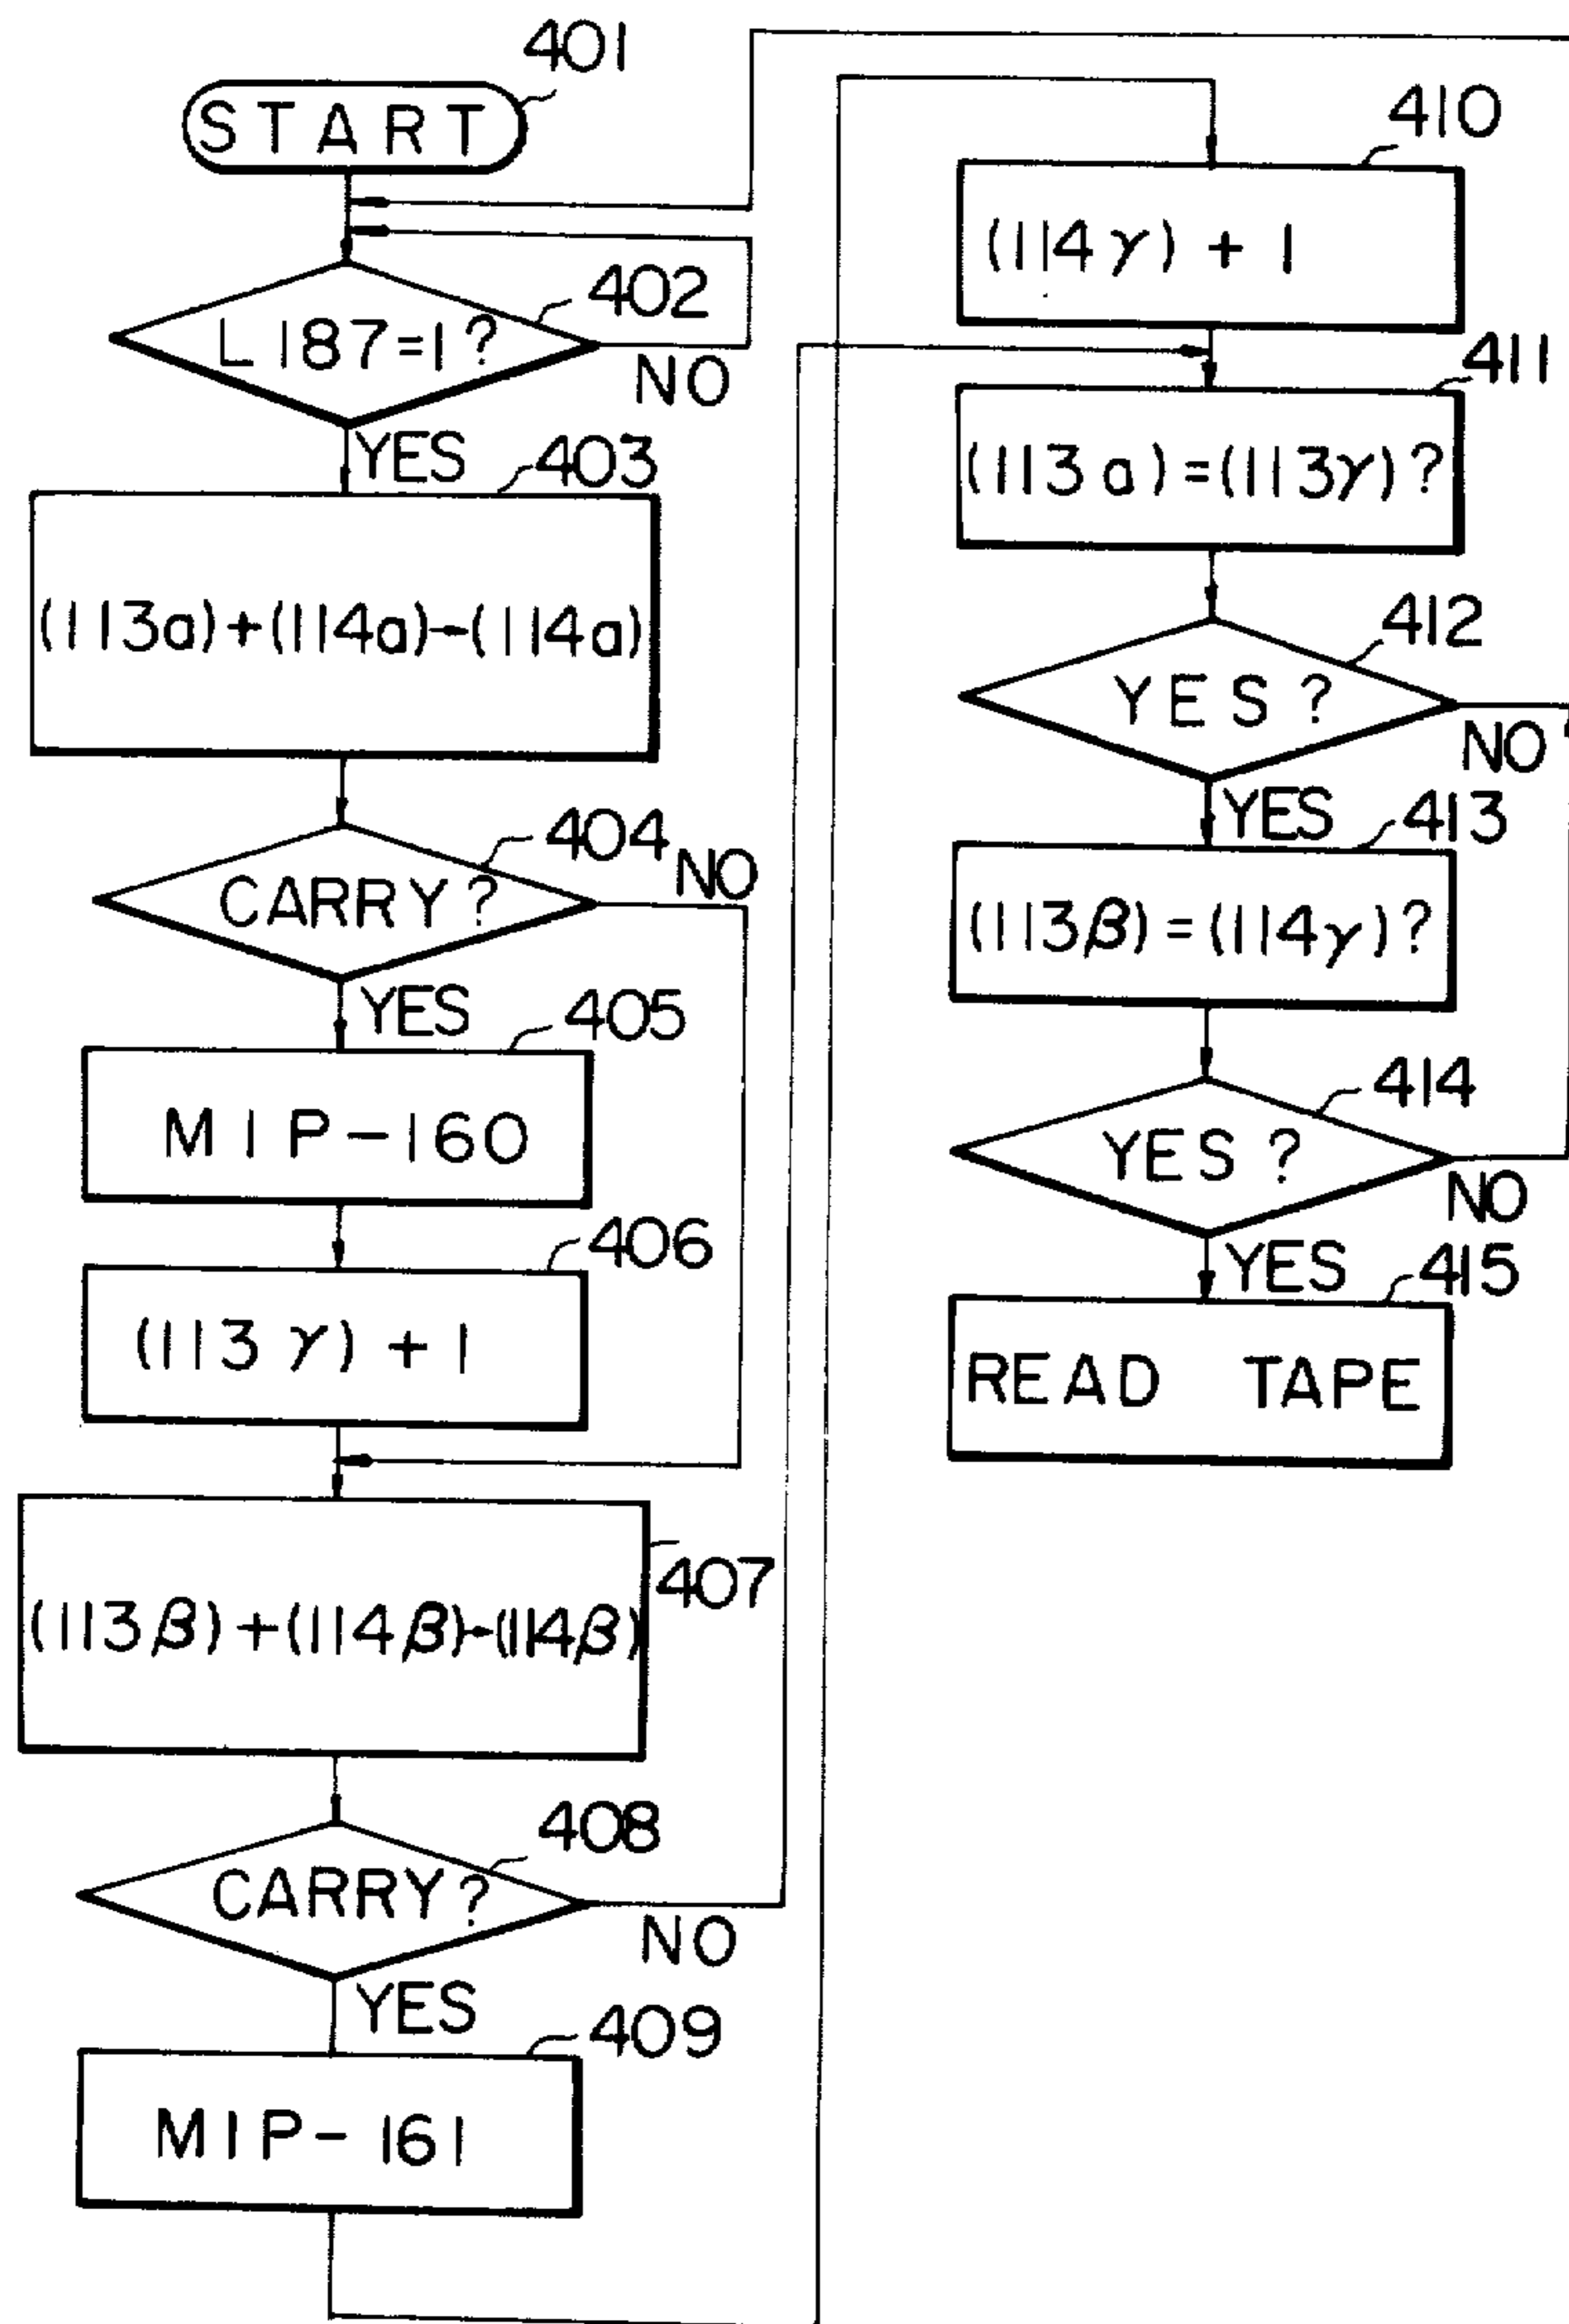 401
START
402
L187=1?
NO
YES
403
(113a)+(114a)→(114a)
404
NO
CARRY?
YES
405
MIP-160
406
(113γ)+1
407
(113β)+(114β)→(114β)
408
CARRY?
NO
YES
409
MIP-161
410
(114γ)+1
411
(113a)=(113γ)?
412
YES?
NO
YES
413
(113β)=(114γ)?
414
YES?
NO
YES
415
READ TAPE